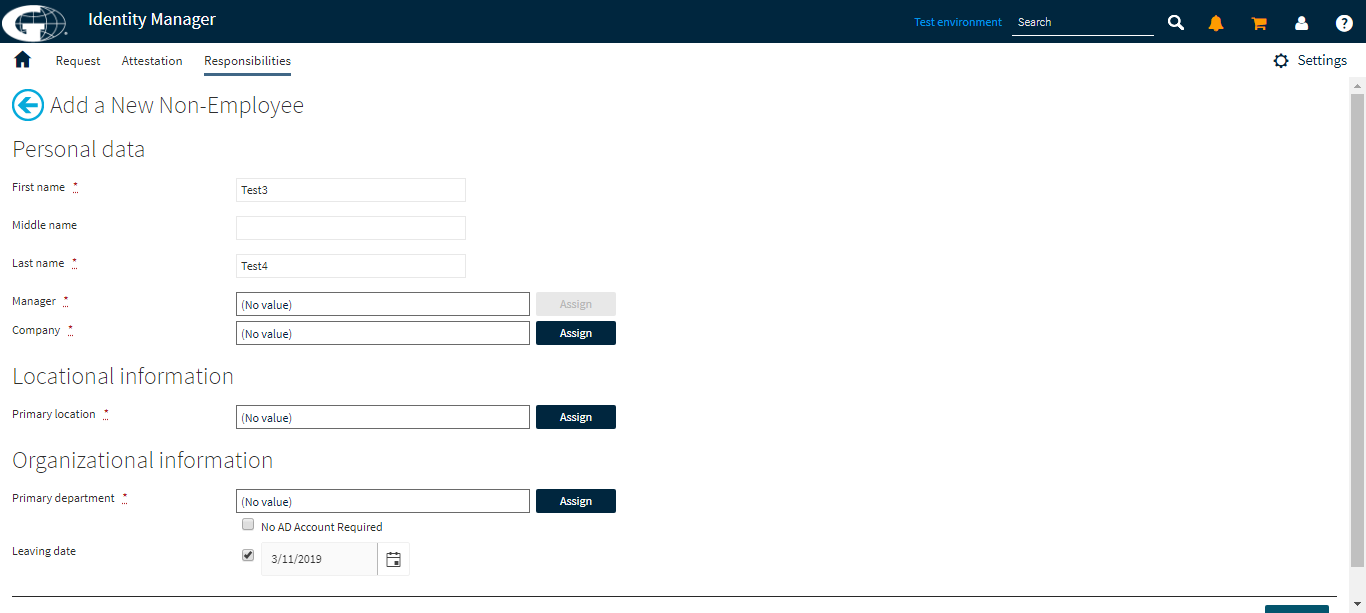 Identity Manager
Test environment
Search
?
Request Attestation Responsibilities
Settings
Add a New Non-Employee
Personal data
First name *
Test3
Middle name
Last name *
Test4
Manager *
(No value)
Assign
Company *
(No value)
Assign
Locational information
Primary location *
(No value)
Assign
Organizational information
Primary department *
(No value)
Assign
No AD Account Required
Leaving date
3/11/2019